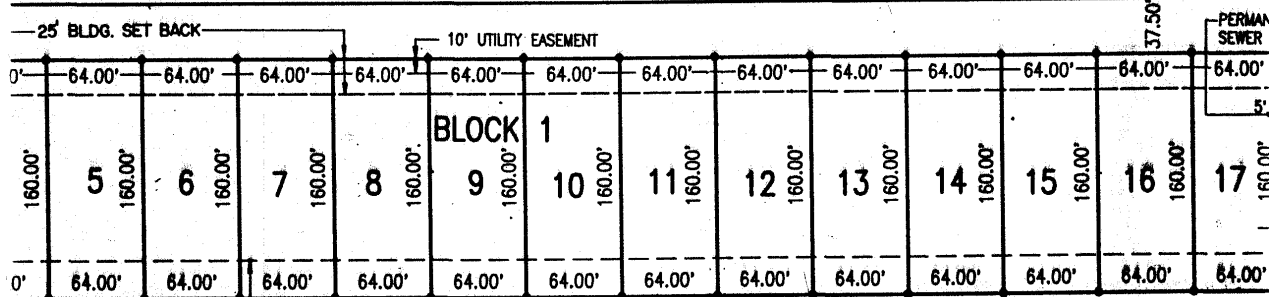 25' BLDG. SET BACK
10' UTILITY EASEMENT
37.50'
SEWER
0' 64.00' 64.00' 64.00' 64.00' 64.00' 64.00' 64.00' 64.00' 64.00' 64.00' 64.00' 64.00' 64.00'
5'
BLOCK 1
160.00' 5 160.00' 6 160.00' 7 160.00' 8 160.00' 9 160.00' 10 160.00' 11 160.00' 12 160.00' 13 160.00' 14 160.00' 15 160.00' 16 160.00' 17 160.00'
0' 64.00' 64.00' 64.00' 64.00' 64.00' 64.00' 64.00' 64.00' 64.00' 64.00' 64.00' 64.00' 64.00'